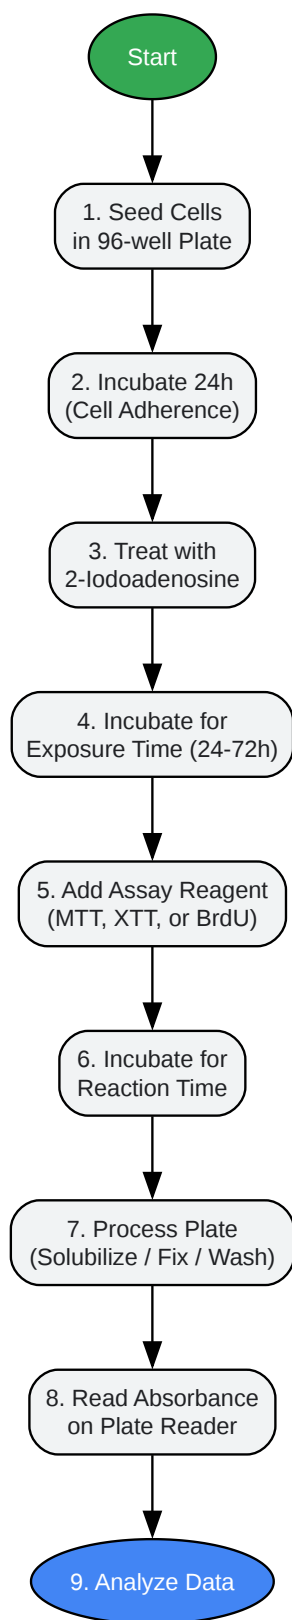 Start
1. Seed Cells
in 96-well Plate
2. Incubate 24h
(Cell Adherence)
3. Treat with
2-Iodoadenosine
4. Incubate for
Exposure Time (24-72h)
5. Add Assay Reagent
(MTT, XTT, or BrdU)
6. Incubate for
Reaction Time
7. Process Plate
(Solubilize / Fix / Wash)
8. Read Absorbance
on Plate Reader
9. Analyze Data